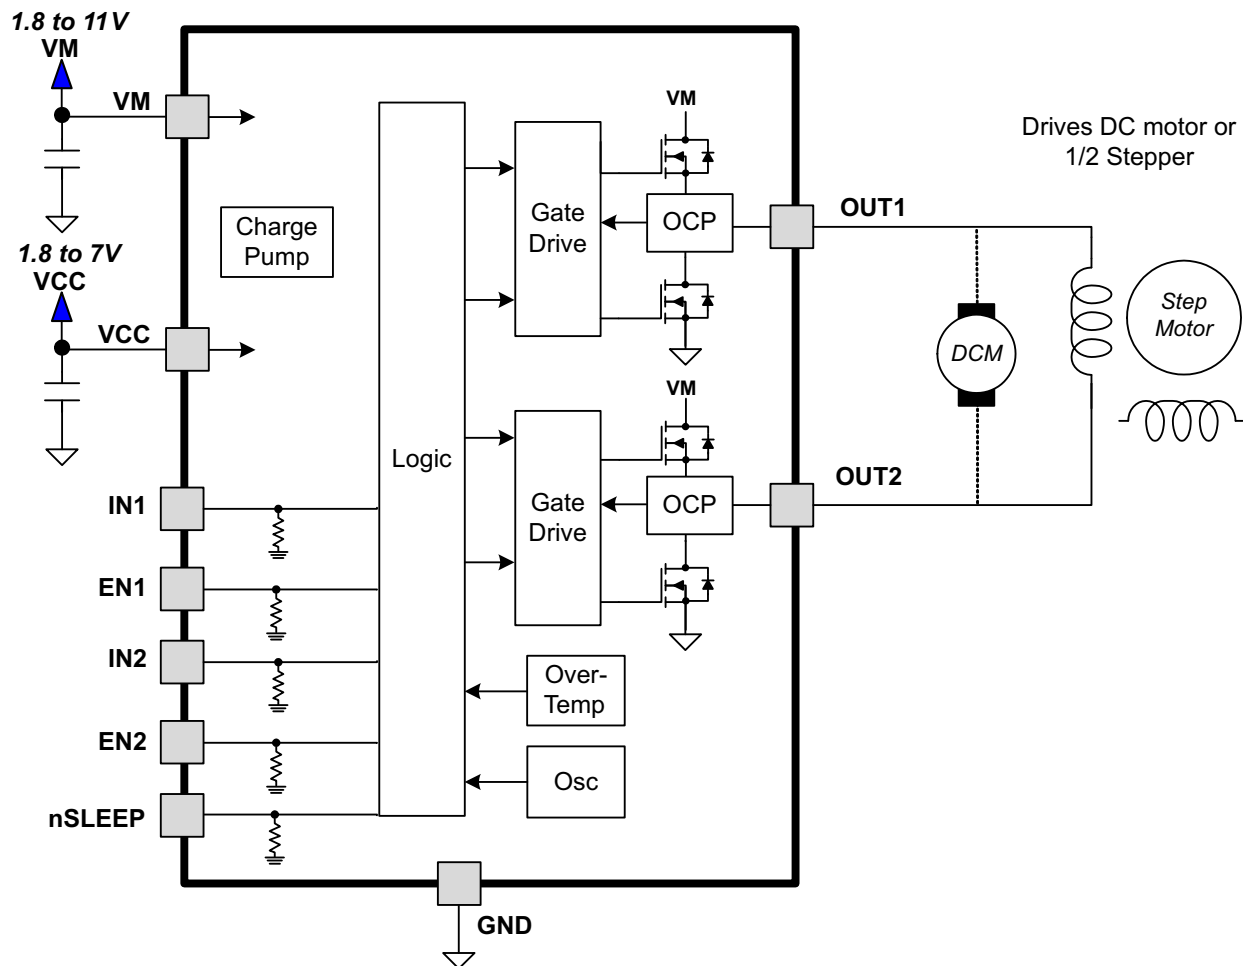 1.8 to 11V
VM
VM
1.8 to 7V
VCC
VCC
IN1
EN1
IN2
EN2
nSLEEP
Charge
Pump
Logic
Gate
Drive
VM
OCP
Gate
Drive
VM
OCP
Over-
Temp
Osc
GND
OUT1
OUT2
Drives DC motor or
1/2 Stepper
DCM
Step
Motor